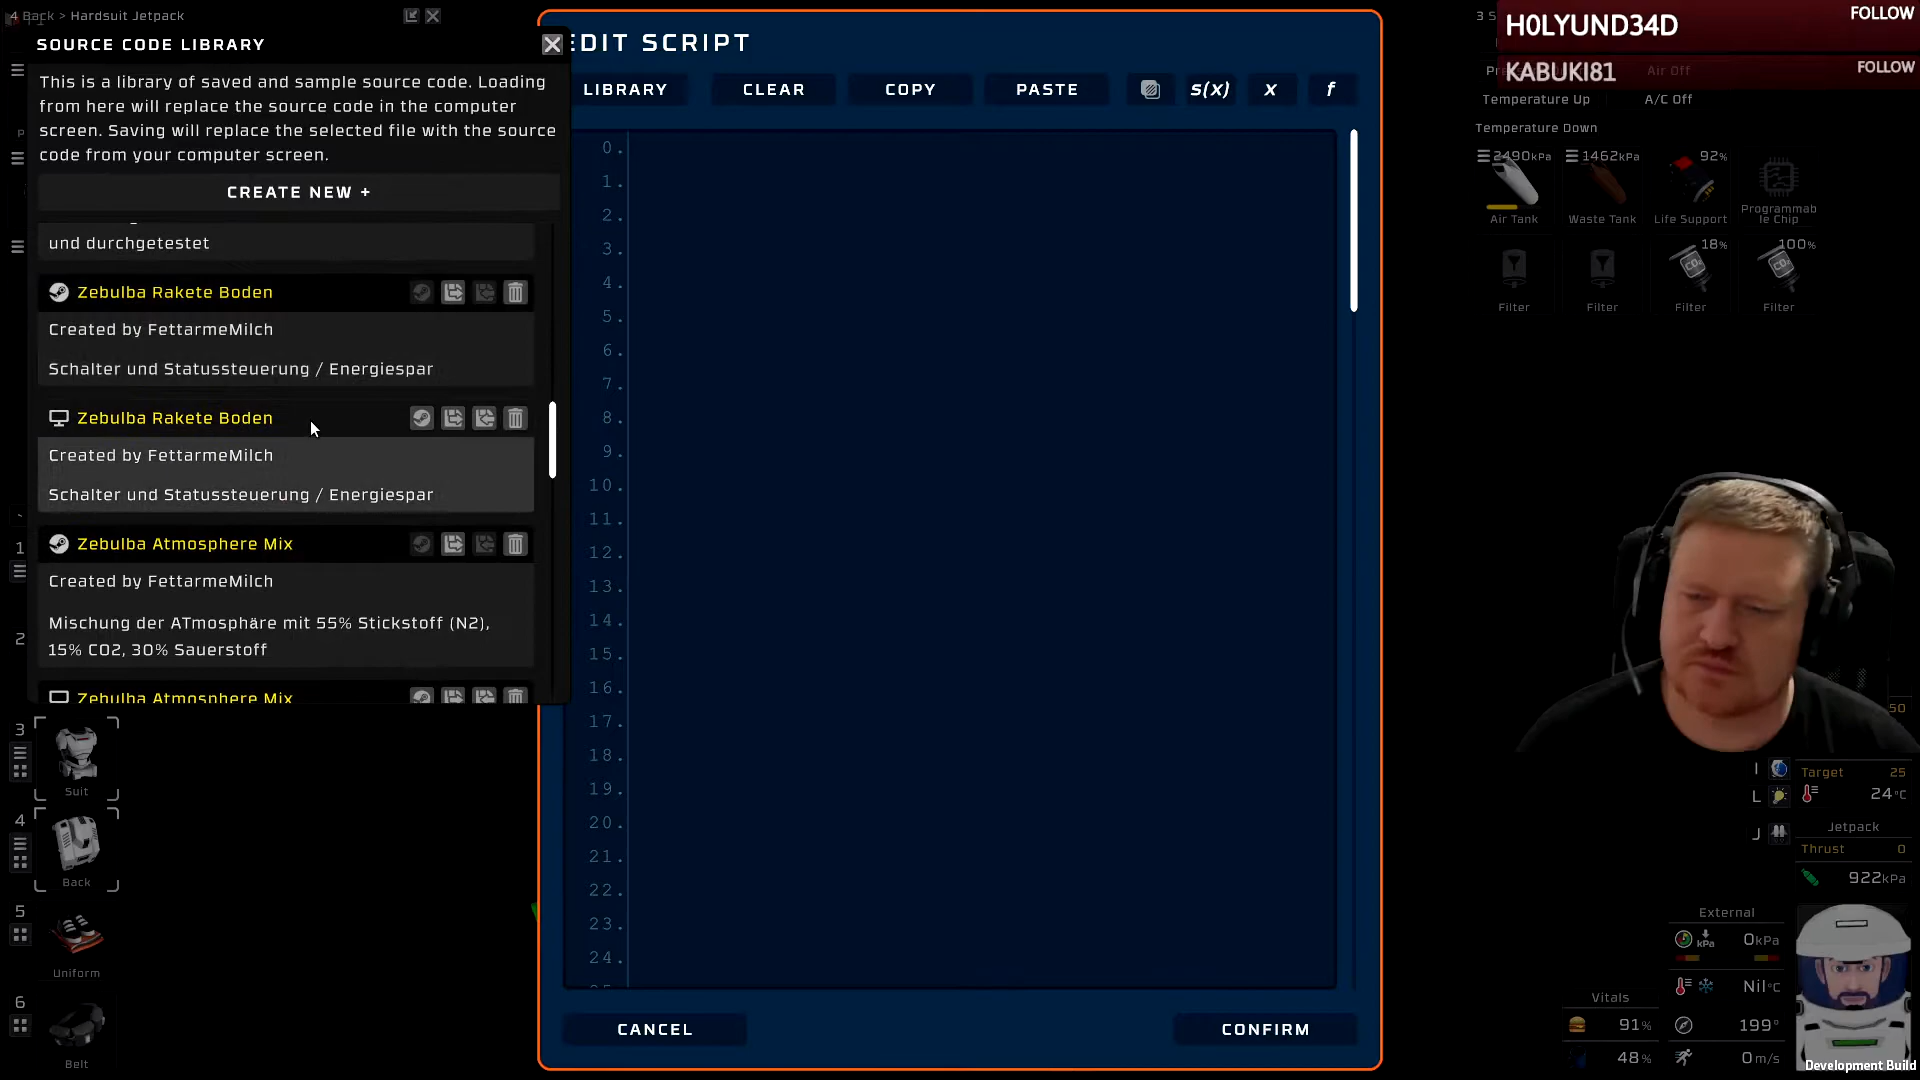 4 Back > Hardsuit Jetpack
SOURCE CODE LIBRARY
This is a library of saved and sample source code. Loading
from here will replace the source code in the computer
screen. Saving will replace the selected file with the source
code from your computer screen.
CREATE NEW +
und durchgetestet
Zebulba Rakete Boden
Created by FettarmeMilch
Schalter und Statussteuerung / Energiespar
Zebulba Rakete Boden
Created by FettarmeMilch
Schalter und Statussteuerung / Energiespar
Zebulba Atmosphere Mix
Created by FettarmeMilch
Mischung der ATmosphäre mit 55% Stickstoff (N2),
15% CO2, 30% Sauerstoff
Zebulba Atmosphere Mix
1
2
3
Suit
4
Back
5
Uniform
6
Belt
EDIT SCRIPT
LIBRARY
CLEAR
COPY
PASTE
s(x)
x
f
0.
1.
2.
3.
4.
5.
6.
7.
8.
9.
10.
11.
12.
13.
14.
15.
16.
17.
18.
19.
20.
21.
22.
23.
24.
CANCEL
CONFIRM
H0LYUND34D
FOLLOW
KABUKI81
FOLLOW
Air Off
Temperature Up
A/C Off
Temperature Down
2490kPa
1462kPa
92%
Air Tank
Waste Tank
Life Support
Programmab
le Chip
18%
100%
Filter
Filter
Filter
Filter
50
I
Target
25
L
24°C
J
Jetpack
Thrust
0
922kPa
External
kPa
0kPa
Nil°C
Vitals
91%
199°
48%
0m/s
Development Build